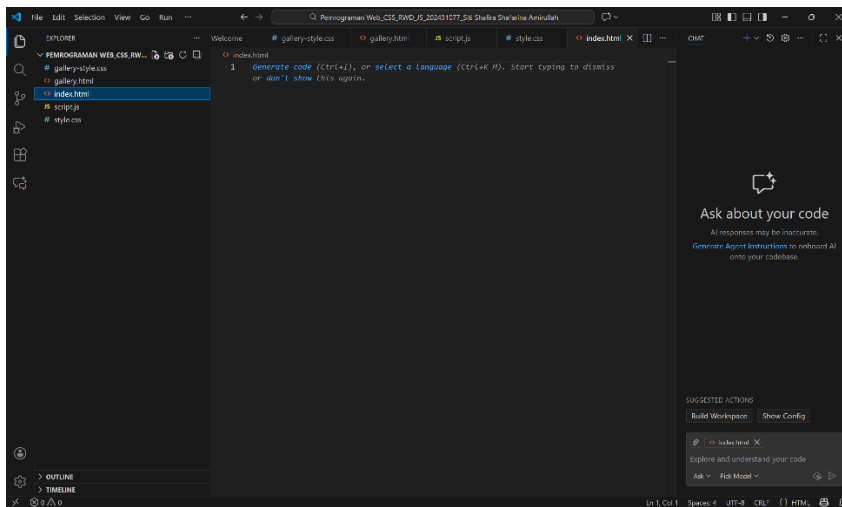 File Edit Selection View Go Run ···
Pemrograman Web_CSS_RWD_JS_202431077_Siti Shafira Shafarina Amirullah
EXPLORER
PEMROGRAMAN WEB_CSS_RW...
# gallery-style.css
<> gallery.html
<> index.html
JS script.js
# style.css
> OUTLINE
> TIMELINE
Welcome
# gallery-style.css
<> gallery.html
JS script.js
# style.css
<> index.html
<> index.html
1 Generate code (Ctrl+I), or select a language (Ctrl+K M). Start typing to dismiss
or don't show this again.
CHAT
Ask about your code
AI responses may be inaccurate.
Generate Agent Instructions to onboard AI
onto your codebase.
SUGGESTED ACTIONS
Build Workspace Show Config
<> index.html
Explore and understand your code
Ask Pick Model
0 0
Ln 1, Col 1 Spaces: 4 UTF-8 CRLF {} HTML